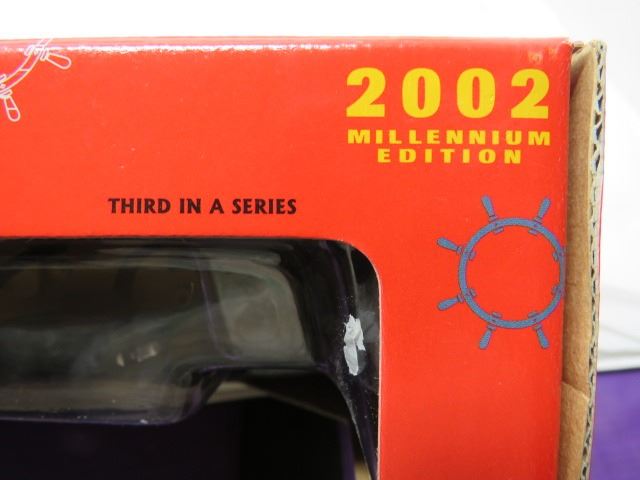 2002
MILLENNIUM
EDITION
THIRD IN A SERIES